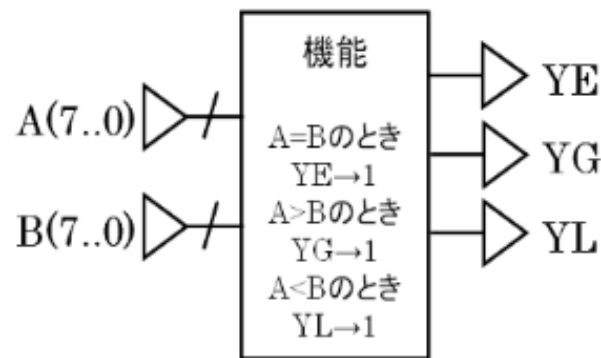 機能
A(7..0)
B(7..0)
A=Bのとき
YE→1
A>Bのとき
YG→1
A<Bのとき
YL→1
YE
YG
YL